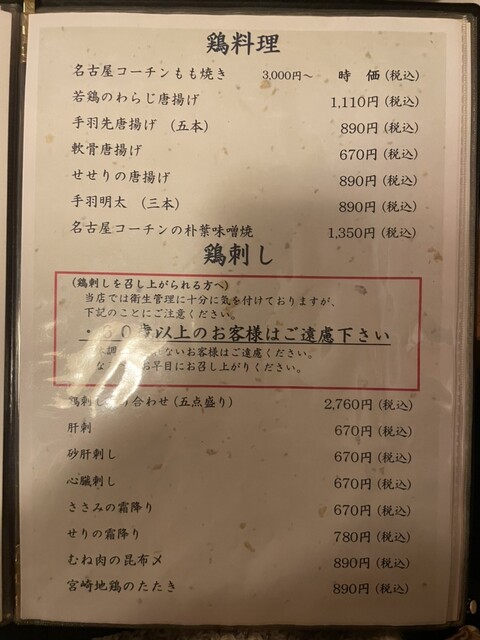 鶏料理
名古屋コーチンもも焼き 3,000円～ 時 価 (税込)
若鶏のわらじ唐揚げ 1,110円 (税込)
手羽先唐揚げ (五本) 890円 (税込)
軟骨唐揚げ 670円 (税込)
せせりの唐揚げ 890円 (税込)
手羽明太 (三本) 890円 (税込)
名古屋コーチンの朴葉味噌焼 1,350円 (税込)
鶏刺し
(鶏刺しを召し上がられる方へ)
当店では衛生管理に十分に気を付けておりますが、
下記のことにご注意ください。
・ 0歳以上のお客様はご遠慮下さい
調 ないお客様はご遠慮ください。
な お早目にお召し上がりください。
鶏刺し り合わせ (五点盛り) 2,760円 (税込)
肝刺 670円 (税込)
砂肝刺し 670円 (税込)
心臓刺し 670円 (税込)
ささみの霜降り 670円 (税込)
せりの霜降り 780円 (税込)
むね肉の昆布〆 890円 (税込)
宮崎地鶏のたたき 890円 (税込)